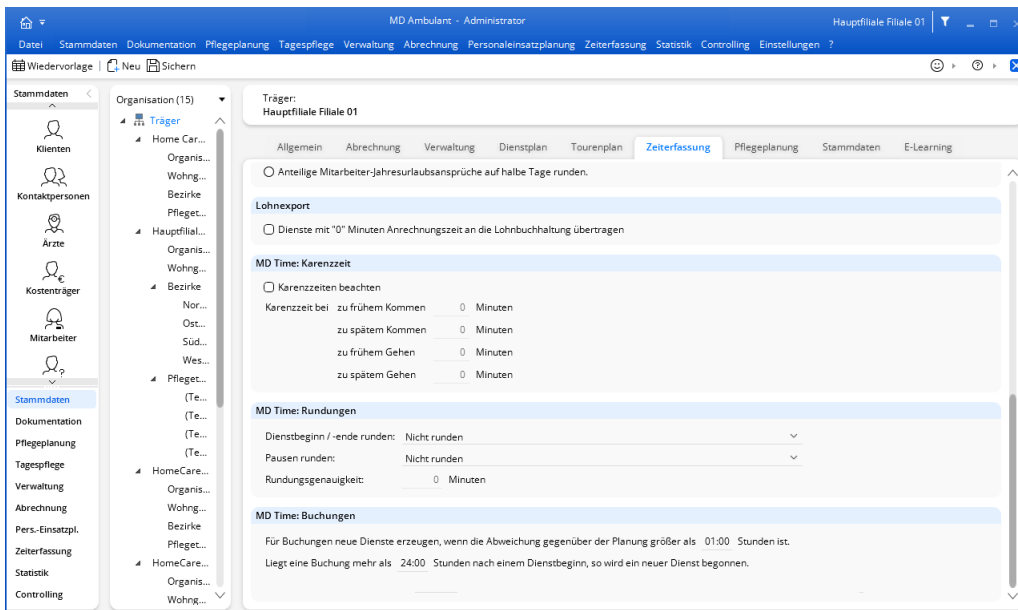 MD Ambulant - Administrator
Hauptfiliale Filiale 01
Datei Stammdaten Dokumentation Pflegeplanung Tagespflege Verwaltung Abrechnung Personaleinsatzplanung Zeiterfassung Statistik Controlling Einstellungen ?
Wiedervorlage | Neu Sichern
Stammdaten
Klienten
Kontaktpersonen
Ärzte
Kostenträger
Mitarbeiter
Stammdaten
Dokumentation
Pflegeplanung
Tagespflege
Verwaltung
Abrechnung
Pers.-Einsatzpl.
Zeiterfassung
Statistik
Controlling
Organisation (15)
Träger
Home Car...
Organis...
Wohng...
Bezirke
Pfleget...
Hauptfilial...
Organis...
Wohng...
Bezirke
Nor...
Ost...
Süd...
Wes...
Pfleget...
(Te...
(Te...
(Te...
(Te...
HomeCare...
Organis...
Wohng...
Bezirke
Pfleget...
HomeCare...
Organis...
Wohng...
Träger:
Hauptfiliale Filiale 01
Allgemein Abrechnung Verwaltung Dienstplan Tourenplan Zeiterfassung Pflegeplanung Stammdaten E-Learning
Anteilige Mitarbeiter-Jahresurlaubsansprüche auf halbe Tage runden.
Lohnexport
Dienste mit "0" Minuten Anrechnungszeit an die Lohnbuchhaltung übertragen
MD Time: Karenzzeit
Karenzzeiten beachten
Karenzzeit bei zu frühem Kommen 0 Minuten
zu spätem Kommen 0 Minuten
zu frühem Gehen 0 Minuten
zu spätem Gehen 0 Minuten
MD Time: Rundungen
Dienstbeginn / -ende runden: Nicht runden
Pausen runden: Nicht runden
Rundungsgenauigkeit: 0 Minuten
MD Time: Buchungen
Für Buchungen neue Dienste erzeugen, wenn die Abweichung gegenüber der Planung größer als 01:00 Stunden ist.
Liegt eine Buchung mehr als 24:00 Stunden nach einem Dienstbeginn, so wird ein neuer Dienst begonnen.